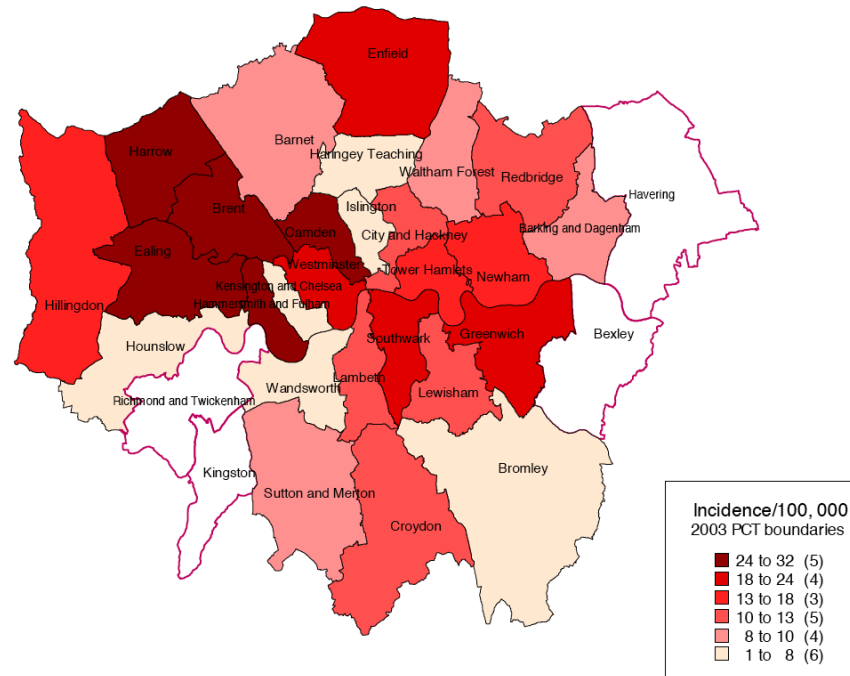 Enfield
Harrow
Barnet
Haringey Teaching
Waltham Forest
Redbridge
Havering
Brent
Islington
Camden
City and Hackney
Barking and Dagenham
Ealing
Westminster
Tower Hamlets
Newham
Kensington and Chelsea
Hammersmith and Fulham
Hillingdon
Hounslow
Southwark
Greenwich
Bexley
Richmond and Twickenham
Wandsworth
Lambeth
Lewisham
Kingston
Sutton and Merton
Bromley
Croydon
Incidence/100, 000
2003 PCT boundaries
24 to 32 (5)
18 to 24 (4)
13 to 18 (3)
10 to 13 (5)
8 to 10 (4)
1 to 8 (6)